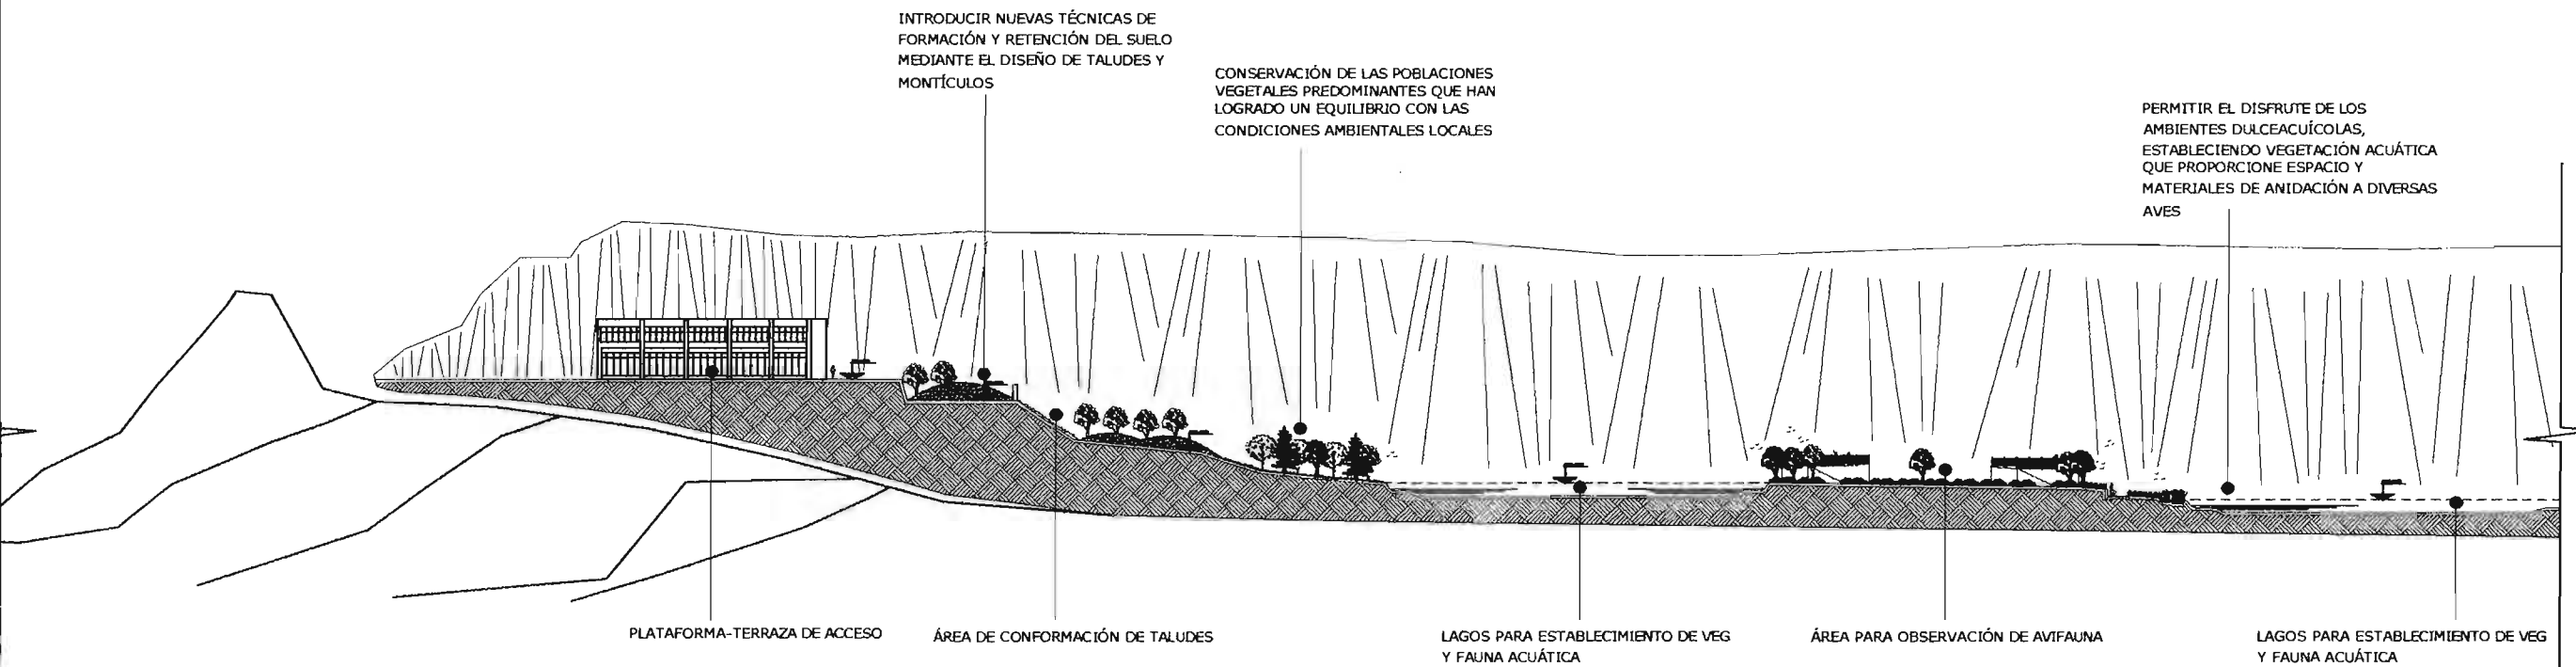 INTRODUCIR NUEVAS TÉCNICAS DE
FORMACIÓN Y RETENCIÓN DEL SUELO
MEDIANTE EL DISEÑO DE TALUDES Y
MONTÍCULOS
CONSERVACIÓN DE LAS POBLACIONES
VEGETALES PREDOMINANTES QUE HAN
LOGRADO UN EQUILIBRIO CON LAS
CONDICIONES AMBIENTALES LOCALES
PERMITIR EL DISFRUTE DE LOS
AMBIENTES DULCEACUÍCOLAS,
ESTABLECIENDO VEGETACIÓN ACUÁTICA
QUE PROPORCIONE ESPACIO Y
MATERIALES DE ANIDACIÓN A DIVERSAS
AVES
PLATAFORMA-TERRAZA DE ACCESO
ÁREA DE CONFORMACIÓN DE TALUDES
LAGOS PARA ESTABLECIMIENTO DE VEG
Y FAUNA ACUÁTICA
ÁREA PARA OBSERVACIÓN DE AVIFAUNA
LAGOS PARA ESTABLECIMIENTO DE VEG
Y FAUNA ACUÁTICA